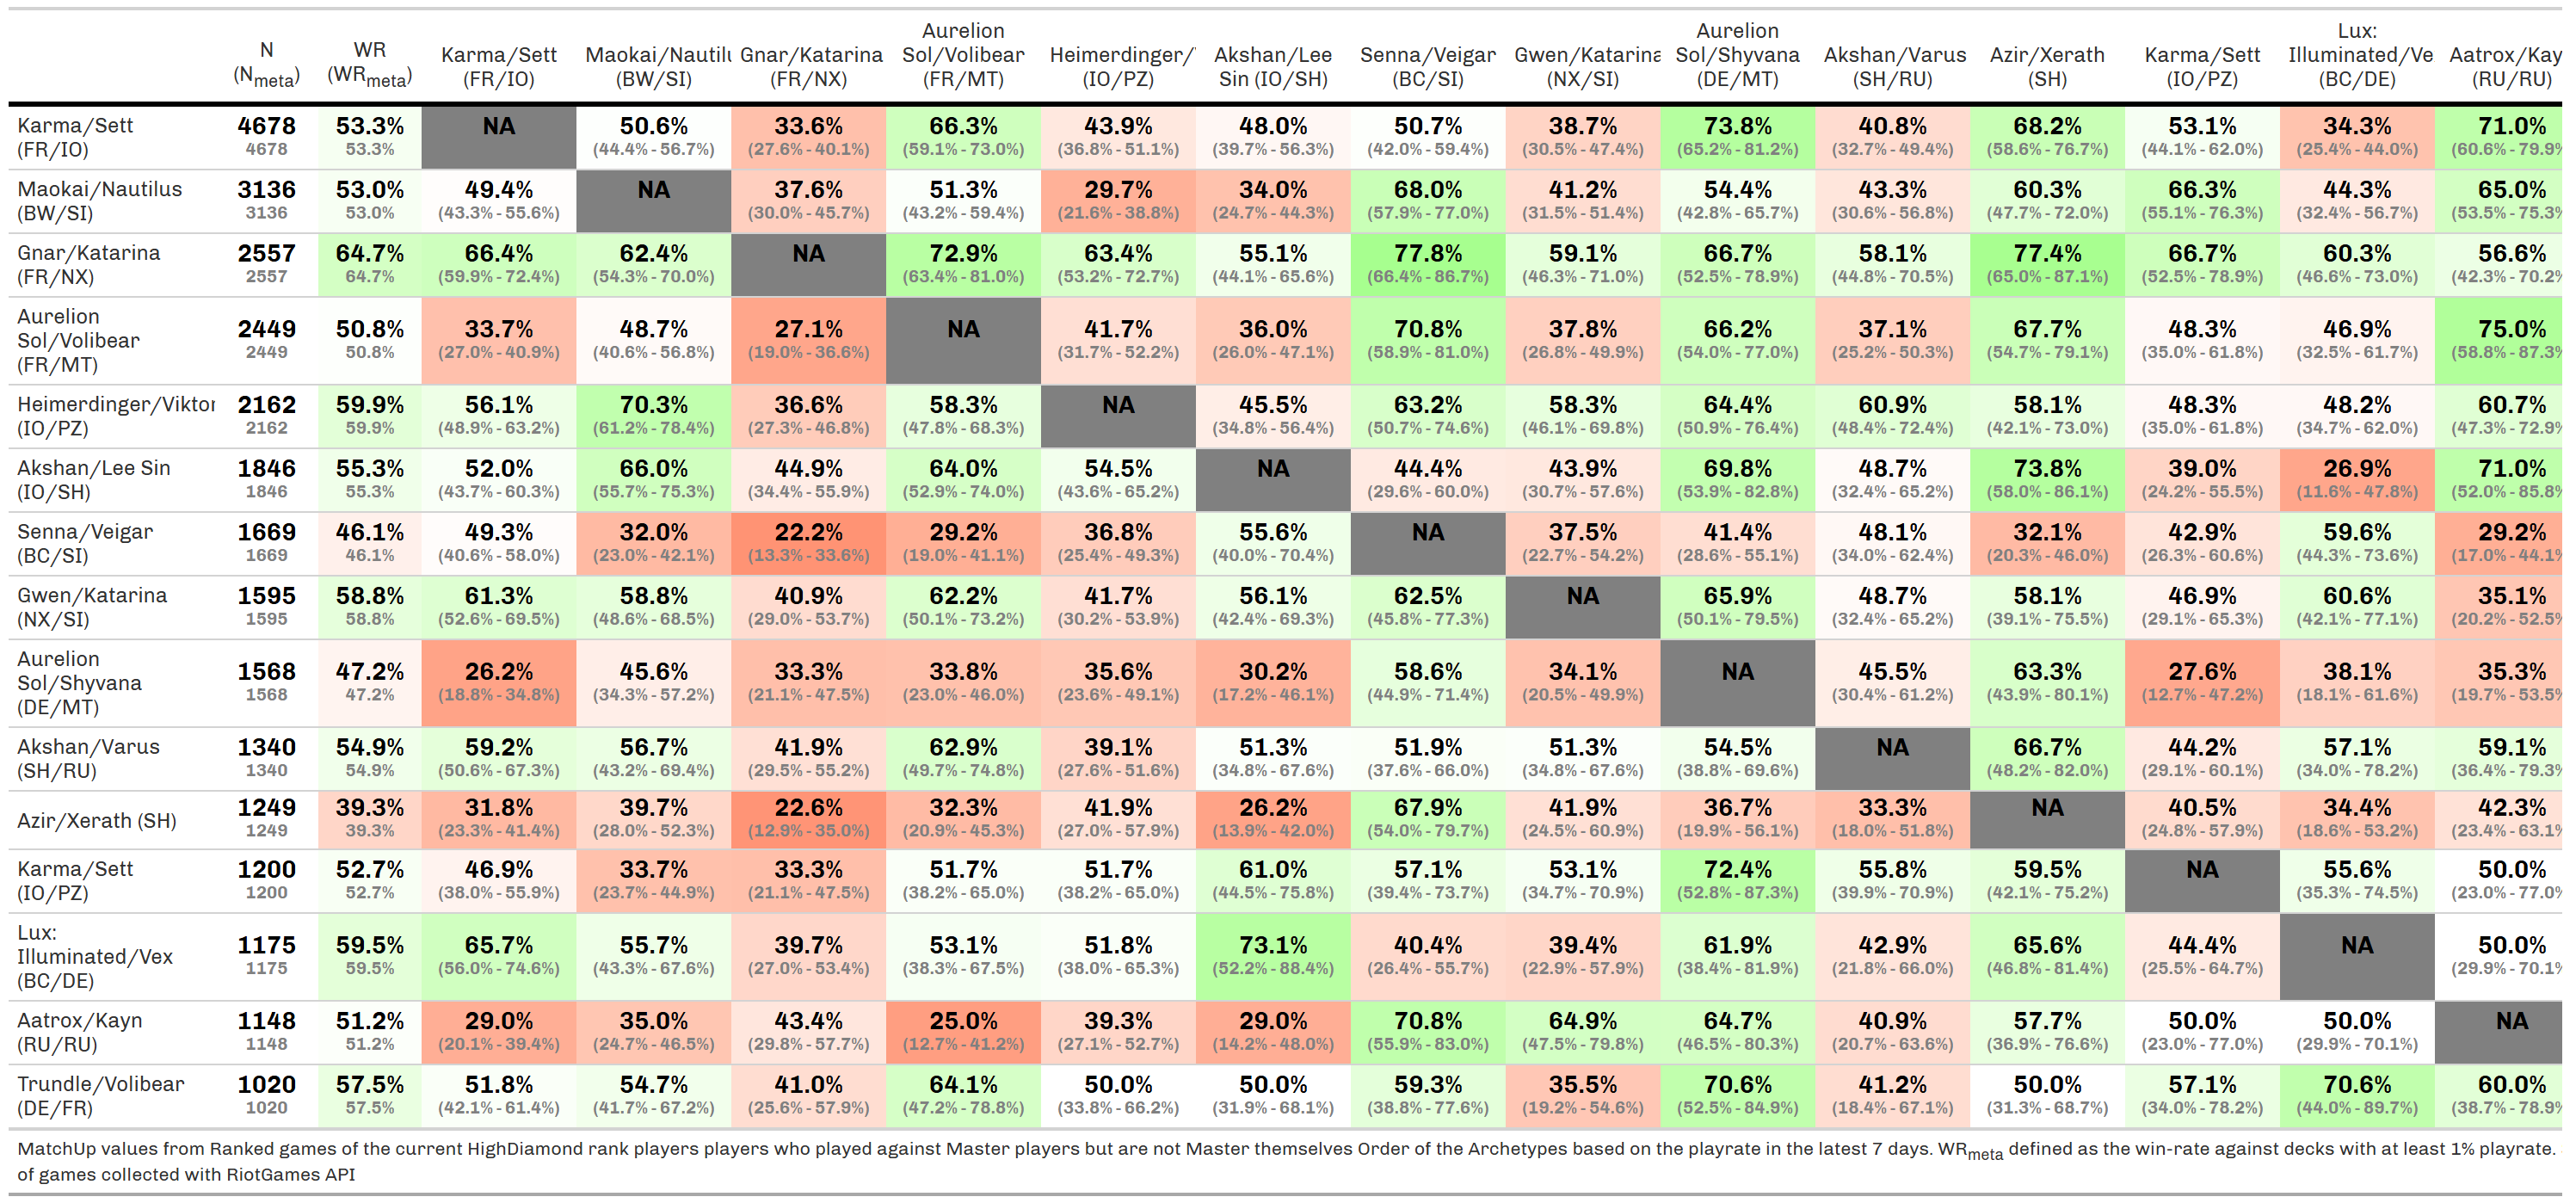 N (Nmeta) WR (WRmeta) Karma/Sett (FR/IO) Maokai/Nautilu (BW/SI) Gnar/Katarina (FR/NX) Aurelion Sol/Volibear (FR/MT) Heimerdinger/ (IO/PZ) Akshan/Lee Sin (IO/SH) Senna/Veigar (BC/SI) Gwen/Katarina (NX/SI) Aurelion Sol/Shyvana (DE/MT) Akshan/Varus (SH/RU) Azir/Xerath (SH) Karma/Sett (IO/PZ) Lux: Illuminated/Ve (BC/DE) Aatrox/Kay (RU/RU)
Karma/Sett 4678 53.3% NA 50.6% 33.6% 66.3% 43.9% 48.0% 50.7% 38.7% 73.8% 40.8% 68.2% 53.1% 34.3% 71.0%
(FR/IO) 4678 53.3% (44.4% - 56.7%) (27.6% - 40.1%) (59.1% - 73.0%) (36.8% - 51.1%) (39.7% - 56.3%) (42.0% - 59.4%) (30.5% - 47.4%) (65.2% - 81.2%) (32.7% - 49.4%) (58.6% - 76.7%) (44.1% - 62.0%) (25.4% - 44.0%) (60.6% - 79.9%
Maokai/Nautilus 3136 53.0% 49.4% NA 37.6% 51.3% 29.7% 34.0% 68.0% 41.2% 54.4% 43.3% 60.3% 66.3% 44.3% 65.0%
(BW/SI) 3136 53.0% (43.3% - 55.6%) (30.0% - 45.7%) (43.2% - 59.4%) (21.6% - 38.8%) (24.7% - 44.3%) (57.9% - 77.0%) (31.5% - 51.4%) (42.8% - 65.7%) (30.6% - 56.8%) (47.7% - 72.0%) (55.1% - 76.3%) (32.4% - 56.7%) (53.5% - 75.3%
Gnar/Katarina 2557 64.7% 66.4% 62.4% NA 72.9% 63.4% 55.1% 77.8% 59.1% 66.7% 58.1% 77.4% 66.7% 60.3% 56.6%
(FR/NX) 2557 64.7% (59.9% - 72.4%) (54.3% - 70.0%) (63.4% - 81.0%) (53.2% - 72.7%) (44.1% - 65.6%) (66.4% - 86.7%) (46.3% - 71.0%) (52.5% - 78.9%) (44.8% - 70.5%) (65.0% - 87.1%) (52.5% - 78.9%) (46.6% - 73.0%) (42.3% - 70.2%
Aurelion Sol/Volibear 2449 50.8% 33.7% 48.7% 27.1% NA 41.7% 36.0% 70.8% 37.8% 66.2% 37.1% 67.7% 48.3% 46.9% 75.0%
(FR/MT) 2449 50.8% (27.0% - 40.9%) (40.6% - 56.8%) (19.0% - 36.6%) (31.7% - 52.2%) (26.0% - 47.1%) (58.9% - 81.0%) (26.8% - 49.9%) (54.0% - 77.0%) (25.2% - 50.3%) (54.7% - 79.1%) (35.0% - 61.8%) (32.5% - 61.7%) (58.8% - 87.3%
Heimerdinger/Viktor 2162 59.9% 56.1% 70.3% 36.6% 58.3% NA 45.5% 63.2% 58.3% 64.4% 60.9% 58.1% 48.3% 48.2% 60.7%
(IO/PZ) 2162 59.9% (48.9% - 63.2%) (61.2% - 78.4%) (27.3% - 46.8%) (47.8% - 68.3%) (34.8% - 56.4%) (50.7% - 74.6%) (46.1% - 69.8%) (50.9% - 76.4%) (48.4% - 72.4%) (42.1% - 73.0%) (35.0% - 61.8%) (34.7% - 62.0%) (47.3% - 72.9%
Akshan/Lee Sin 1846 55.3% 52.0% 66.0% 44.9% 64.0% 54.5% NA 44.4% 43.9% 69.8% 48.7% 73.8% 39.0% 26.9% 71.0%
(IO/SH) 1846 55.3% (43.7% - 60.3%) (55.7% - 75.3%) (34.4% - 55.9%) (52.9% - 74.0%) (43.6% - 65.2%) (29.6% - 60.0%) (30.7% - 57.6%) (53.9% - 82.8%) (32.4% - 65.2%) (58.0% - 86.1%) (24.2% - 55.5%) (11.6% - 47.8%) (52.0% - 85.8%
Senna/Veigar 1669 46.1% 49.3% 32.0% 22.2% 29.2% 36.8% 55.6% NA 37.5% 41.4% 48.1% 32.1% 42.9% 59.6% 29.2%
(BC/SI) 1669 46.1% (40.6% - 58.0%) (23.0% - 42.1%) (13.3% - 33.6%) (19.0% - 41.1%) (25.4% - 49.3%) (40.0% - 70.4%) (22.7% - 54.2%) (28.6% - 55.1%) (34.0% - 62.4%) (20.3% - 46.0%) (26.3% - 60.6%) (44.3% - 73.6%) (17.0% - 44.1%
Gwen/Katarina 1595 58.8% 61.3% 58.8% 40.9% 62.2% 41.7% 56.1% 62.5% NA 65.9% 48.7% 58.1% 46.9% 60.6% 35.1%
(NX/SI) 1595 58.8% (52.6% - 69.5%) (48.6% - 68.5%) (29.0% - 53.7%) (50.1% - 73.2%) (30.2% - 53.9%) (42.4% - 69.3%) (45.8% - 77.3%) (50.1% - 79.5%) (32.4% - 65.2%) (39.1% - 75.5%) (29.1% - 65.3%) (42.1% - 77.1%) (20.2% - 52.5%
Aurelion Sol/Shyvana 1568 47.2% 26.2% 45.6% 33.3% 33.8% 35.6% 30.2% 58.6% 34.1% NA 45.5% 63.3% 27.6% 38.1% 35.3%
(DE/MT) 1568 47.2% (18.8% - 34.8%) (34.3% - 57.2%) (21.1% - 47.5%) (23.0% - 46.0%) (23.6% - 49.1%) (17.2% - 46.1%) (44.9% - 71.4%) (20.5% - 49.9%) (30.4% - 61.2%) (43.9% - 80.1%) (12.7% - 47.2%) (18.1% - 61.6%) (19.7% - 53.5%
Akshan/Varus 1340 54.9% 59.2% 56.7% 41.9% 62.9% 39.1% 51.3% 51.9% 51.3% 54.5% NA 66.7% 44.2% 57.1% 59.1%
(SH/RU) 1340 54.9% (50.6% - 67.3%) (43.2% - 69.4%) (29.5% - 55.2%) (49.7% - 74.8%) (27.6% - 51.6%) (34.8% - 67.6%) (37.6% - 66.0%) (34.8% - 67.6%) (38.8% - 69.6%) (48.2% - 82.0%) (29.1% - 60.1%) (34.0% - 78.2%) (36.4% - 79.3%
Azir/Xerath (SH) 1249 39.3% 31.8% 39.7% 22.6% 32.3% 41.9% 26.2% 67.9% 41.9% 36.7% 33.3% NA 40.5% 34.4% 42.3%
1249 39.3% (23.3% - 41.4%) (28.0% - 52.3%) (12.9% - 35.0%) (20.9% - 45.3%) (27.0% - 57.9%) (13.9% - 42.0%) (54.0% - 79.7%) (24.5% - 60.9%) (19.9% - 56.1%) (18.0% - 51.8%) (24.8% - 57.9%) (18.6% - 53.2%) (23.4% - 63.1%
Karma/Sett 1200 52.7% 46.9% 33.7% 33.3% 51.7% 51.7% 61.0% 57.1% 53.1% 72.4% 55.8% 59.5% NA 55.6% 50.0%
(IO/PZ) 1200 52.7% (38.0% - 55.9%) (23.7% - 44.9%) (21.1% - 47.5%) (38.2% - 65.0%) (38.2% - 65.0%) (44.5% - 75.8%) (39.4% - 73.7%) (34.7% - 70.9%) (52.8% - 87.3%) (39.9% - 70.9%) (42.1% - 75.2%) (35.3% - 74.5%) (23.0% - 77.0%
Lux: Illuminated/Vex 1175 59.5% 65.7% 55.7% 39.7% 53.1% 51.8% 73.1% 40.4% 39.4% 61.9% 42.9% 65.6% 44.4% NA 50.0%
(BC/DE) 1175 59.5% (56.0% - 74.6%) (43.3% - 67.6%) (27.0% - 53.4%) (38.3% - 67.5%) (38.0% - 65.3%) (52.2% - 88.4%) (26.4% - 55.7%) (22.9% - 57.9%) (38.4% - 81.9%) (21.8% - 66.0%) (46.8% - 81.4%) (25.5% - 64.7%) (29.9% - 70.1%
Aatrox/Kayn 1148 51.2% 29.0% 35.0% 43.4% 25.0% 39.3% 29.0% 70.8% 64.9% 64.7% 40.9% 57.7% 50.0% 50.0% NA
(RU/RU) 1148 51.2% (20.1% - 39.4%) (24.7% - 46.5%) (29.8% - 57.7%) (12.7% - 41.2%) (27.1% - 52.7%) (14.2% - 48.0%) (55.9% - 83.0%) (47.5% - 79.8%) (46.5% - 80.3%) (20.7% - 63.6%) (36.9% - 76.6%) (23.0% - 77.0%) (29.9% - 70.1%)
Trundle/Volibear 1020 57.5% 51.8% 54.7% 41.0% 64.1% 50.0% 50.0% 59.3% 35.5% 70.6% 41.2% 50.0% 57.1% 70.6% 60.0%
(DE/FR) 1020 57.5% (42.1% - 61.4%) (41.7% - 67.2%) (25.6% - 57.9%) (47.2% - 78.8%) (33.8% - 66.2%) (31.9% - 68.1%) (38.8% - 77.6%) (19.2% - 54.6%) (52.5% - 84.9%) (18.4% - 67.1%) (31.3% - 68.7%) (34.0% - 78.2%) (44.0% - 89.7%) (38.7% - 78.9%
MatchUp values from Ranked games of the current HighDiamond rank players players who played against Master players but are not Master themselves Order of the Archetypes based on the playrate in the latest 7 days. WRmeta defined as the win-rate against decks with at least 1% playrate.
of games collected with RiotGames API